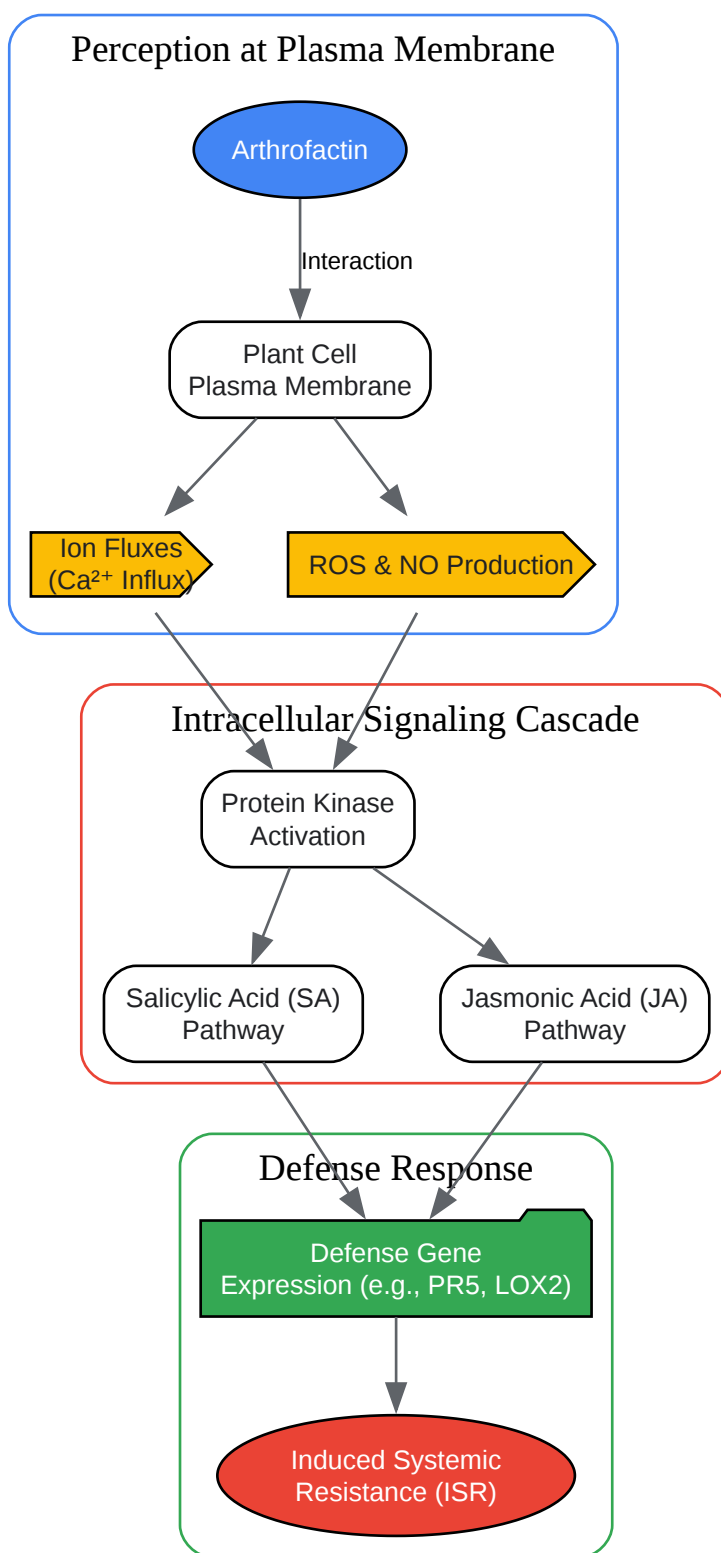 Perception at Plasma Membrane
Arthrofactin
Interaction
Plant Cell
Plasma Membrane
Ion Fluxes
(Ca²⁺ Influx)
ROS & NO Production
Intracellular Signaling Cascade
Protein Kinase
Activation
Salicylic Acid (SA)
Pathway
Jasmonic Acid (JA)
Pathway
Defense Response
Defense Gene
Expression (e.g., PR5, LOX2)
Induced Systemic
Resistance (ISR)